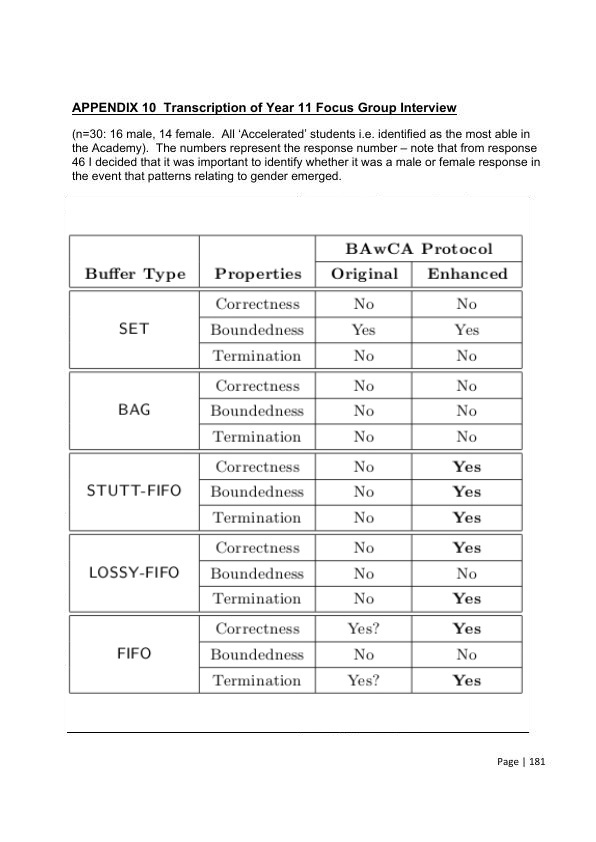 APPENDIX 10  Transcription of Year 11 Focus Group Interview
(n=30: 16 male, 14 female.  All ‘Accelerated’ students i.e. identified as the most able in
the Academy).  The numbers represent the response number – note that from response
46 I decided that it was important to identify whether it was a male or female response in
the event that patterns relating to gender emerged.
BAwCA Protocol
Buffer Type Properties Original Enhanced
Correctness No No
SET Boundedness Yes Yes
Termination No No
Correctness No No
BAG Boundedness No No
Termination No No
Correctness No Yes
STUTT-FIFO Boundedness No Yes
Termination No Yes
Correctness No Yes
LOSSY-FIFO Boundedness No No
Termination No Yes
Correctness Yes? Yes
FIFO Boundedness No No
Termination Yes? Yes
Page | 181